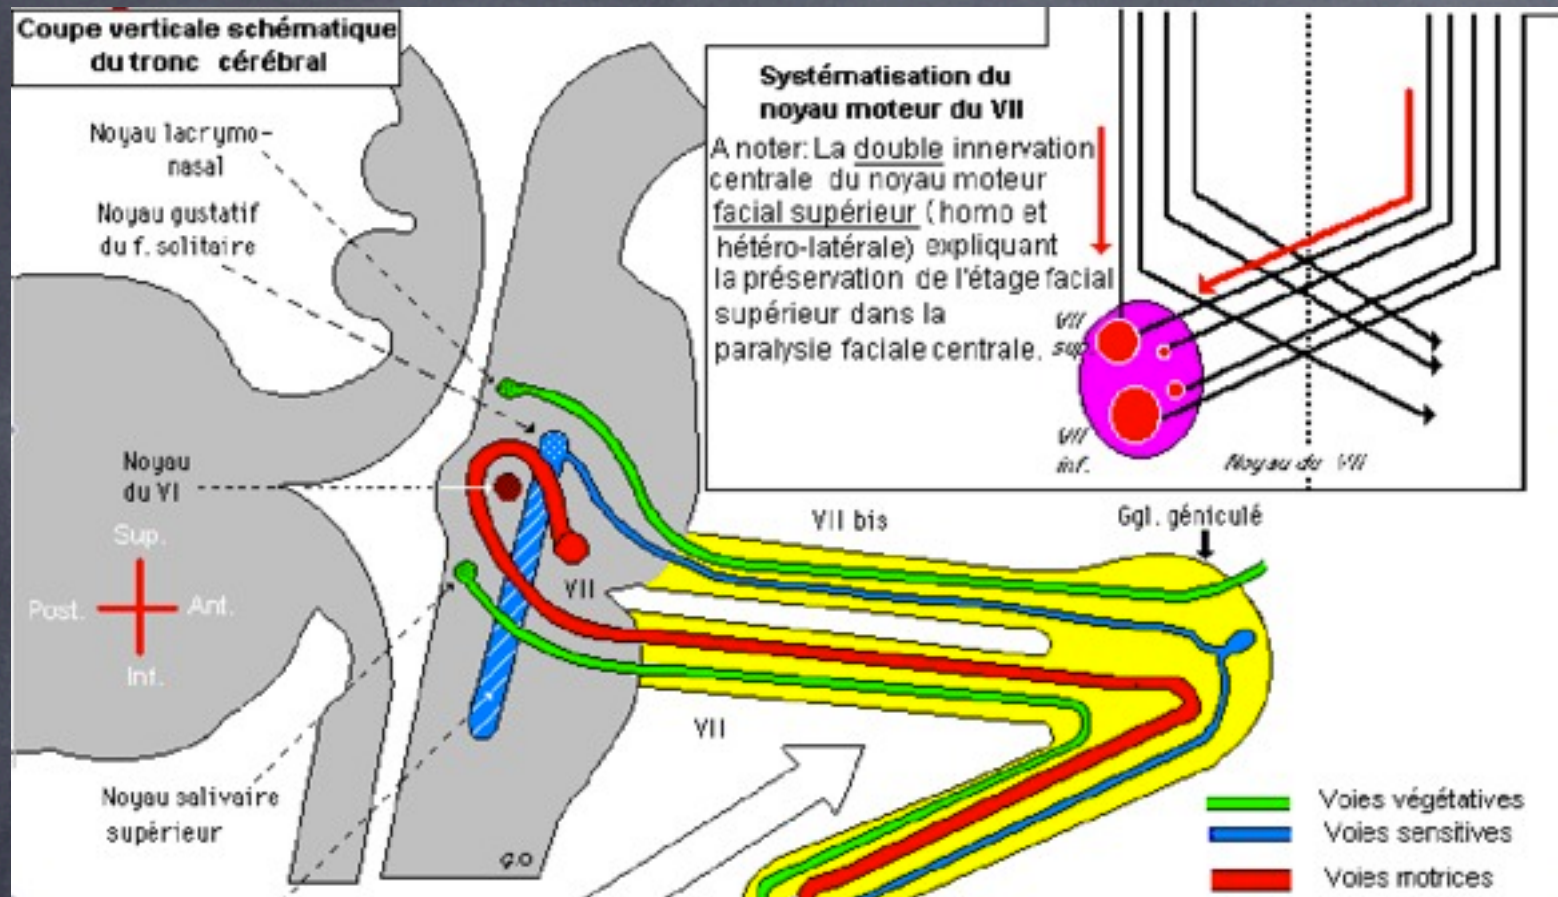 Coupe verticale schématique
du tronc cérébral
Noyau lacrymo-
nasal
Noyau gustatif
du f. solitaire
Noyau
du VI
Sup.
Post.
Ant.
Int.
Noyau salivaire
supérieur
G.O
VII
VII bis
VII
Ggl. géniculé
Systématisation du
noyau moteur du VII
A noter: La double innervation
centrale du noyau moteur
facial supérieur (homo et
hétéro-latérale) expliquant
la préservation de l'étage facial
supérieur dans la
paralysie faciale centrale.
VII
sup.
VII
inf.
Noyau du VII
Voies végétatives
Voies sensitives
Voies motrices